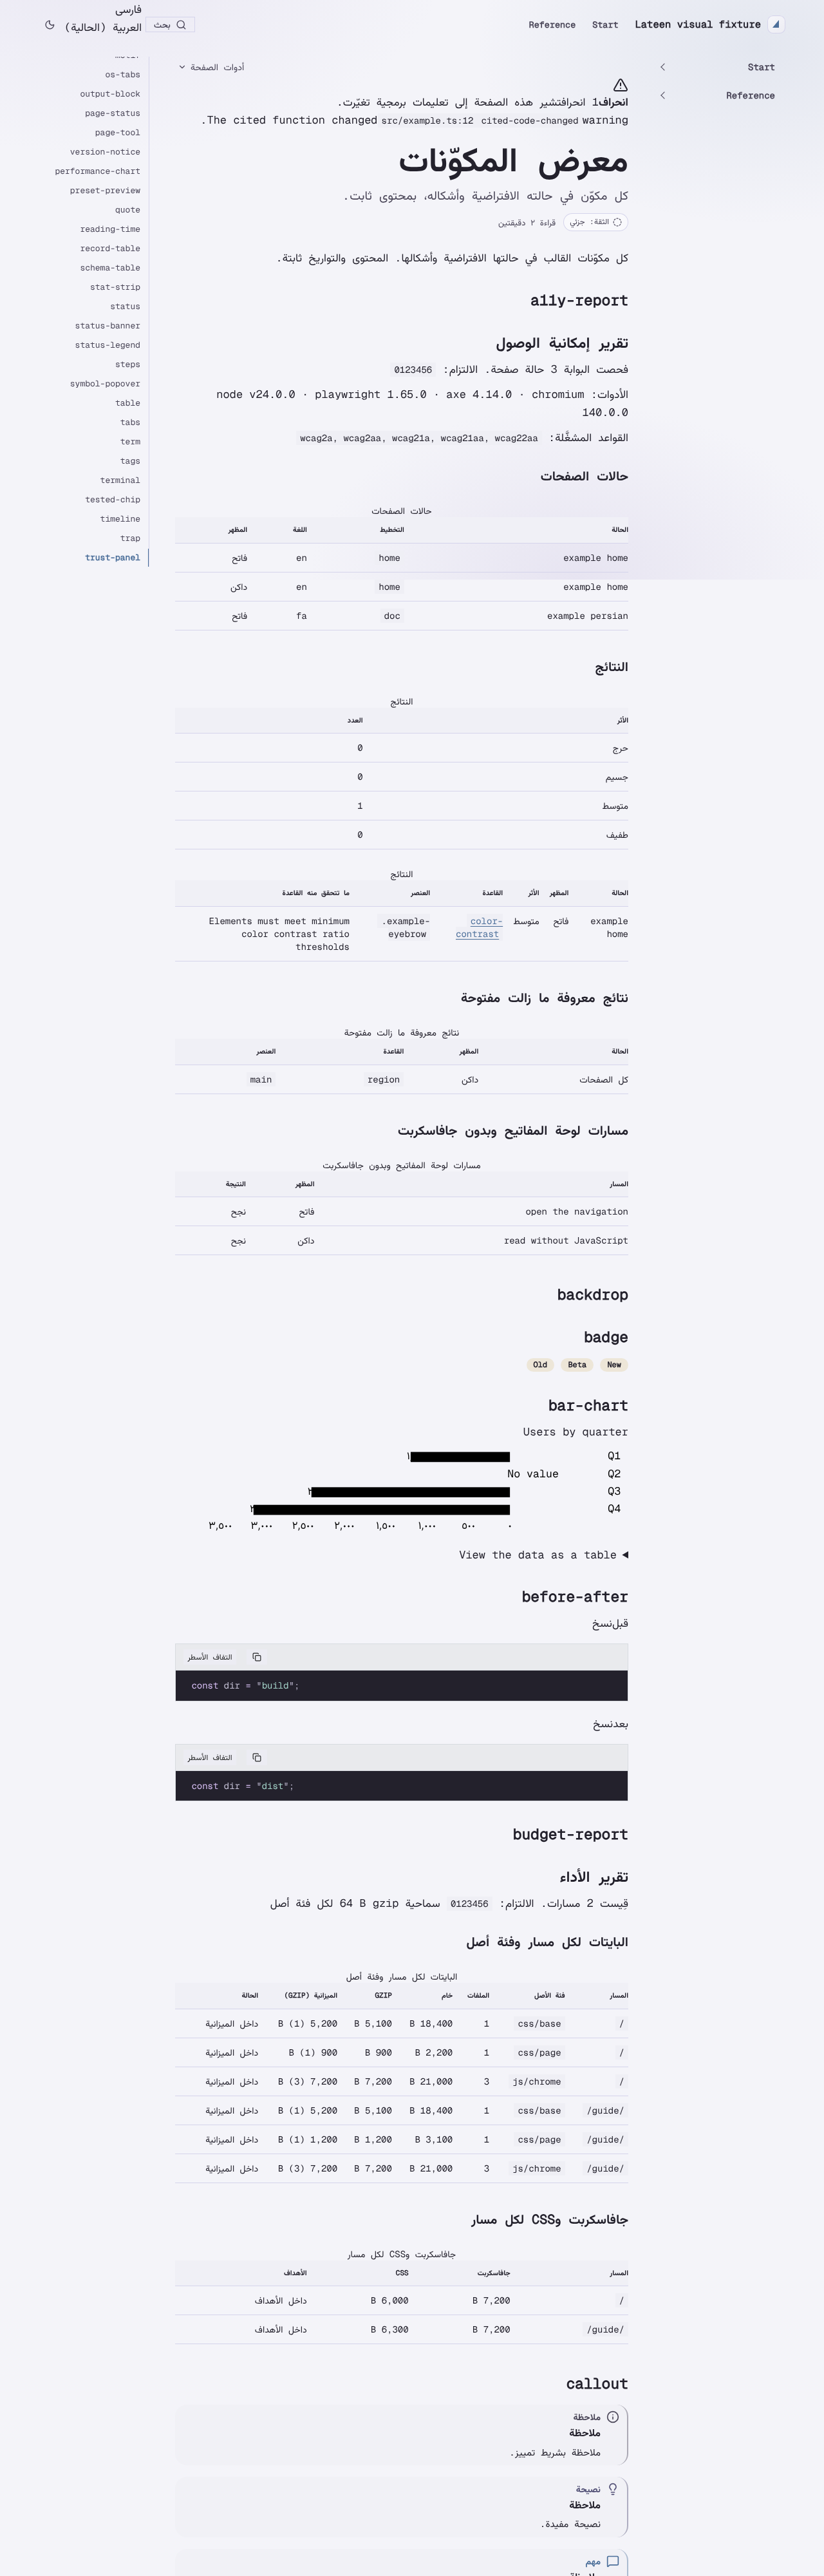 Lateen visual fixture
Start
Reference
بحث
فارسی
العربية (الحالية)
Start
Reference
أدوات الصفحة
os-tabs
output-block
page-status
page-tool
version-notice
performance-chart
preset-preview
quote
reading-time
record-table
schema-table
stat-strip
status
status-banner
status-legend
steps
symbol-popover
table
tabs
term
tags
terminal
tested-chip
timeline
trap
trust-panel
انحراف1 انحرافتشير هذه الصفحة إلى تعليمات برمجية تغيّرت.
warning cited-code-changed src/example.ts:12 The cited function changed.
معرض المكوّنات
كل مكوّن في حالته الافتراضية وأشكاله، بمحتوى ثابت.
الثقة: جزئي
قراءة ٢ دقيقتين
كل مكوّنات القالب في حالتها الافتراضية وأشكالها. المحتوى والتواريخ ثابتة.
a11y-report
تقرير إمكانية الوصول
فحصت البوابة 3 حالة صفحة. الالتزام: 0123456
الأدوات: node v24.0.0 · playwright 1.65.0 · axe 4.14.0 · chromium
140.0.0
القواعد المشغَّلة: wcag2a, wcag2aa, wcag21a, wcag21aa, wcag22aa
حالات الصفحات
حالات الصفحات
الحالة التخطيط اللغة المظهر
example home home en فاتح
example home home en داكن
example persian doc fa فاتح
النتائج
النتائج
الأثر العدد
حرج 0
جسيم 0
متوسط 1
طفيف 0
النتائج
الحالة المظهر الأثر القاعدة العنصر ما تتحقق منه القاعدة
example home فاتح متوسط color-contrast .example-eyebrow Elements must meet minimum color contrast ratio thresholds
نتائج معروفة ما زالت مفتوحة
نتائج معروفة ما زالت مفتوحة
الحالة المظهر القاعدة العنصر
كل الصفحات داكن region main
مسارات لوحة المفاتيح وبدون جافاسكربت
مسارات لوحة المفاتيح وبدون جافاسكربت
المسار المظهر النتيجة
open the navigation فاتح نجح
read without JavaScript داكن نجح
backdrop
badge
New Beta Old
bar-chart
Users by quarter
Q1
Q2 No value
Q3
Q4
٠ ٥٠٠ ١,٠٠٠ ١,٥٠٠ ٢,٠٠٠ ٢,٥٠٠ ٣,٠٠٠ ٣,٥٠٠
View the data as a table
before-after
قبلنسخ
التفاف الأسطر
const dir = "build";
بعدنسخ
التفاف الأسطر
const dir = "dist";
budget-report
تقرير الأداء
قِيست 2 مسارات. الالتزام: 0123456 سماحية 64 B gzip لكل فئة أصل
البايتات لكل مسار وفئة أصل
البايتات لكل مسار وفئة أصل
المسار فئة الأصل الملفات خام GZIP الميزانية (GZIP) الحالة
/ css/base 1 18,400 B 5,100 B 5,200 B (1) داخل الميزانية
/ css/page 1 2,200 B 900 B 900 B (1) داخل الميزانية
/ js/chrome 3 21,000 B 7,200 B 7,200 B (3) داخل الميزانية
/guide/ css/base 1 18,400 B 5,100 B 5,200 B (1) داخل الميزانية
/guide/ css/page 1 3,100 B 1,200 B 1,200 B (1) داخل الميزانية
/guide/ js/chrome 3 21,000 B 7,200 B 7,200 B (3) داخل الميزانية
جافاسكربت وCSS لكل مسار
جافاسكربت وCSS لكل مسار
المسار جافاسكربت CSS الأهداف
/ 7,200 B 6,000 B داخل الأهداف
/guide/ 7,200 B 6,300 B داخل الأهداف
callout
ملاحظة
ملاحظة
ملاحظة بشريط تمييز.
نصيحة
ملاحظة
نصيحة مفيدة.
مهم